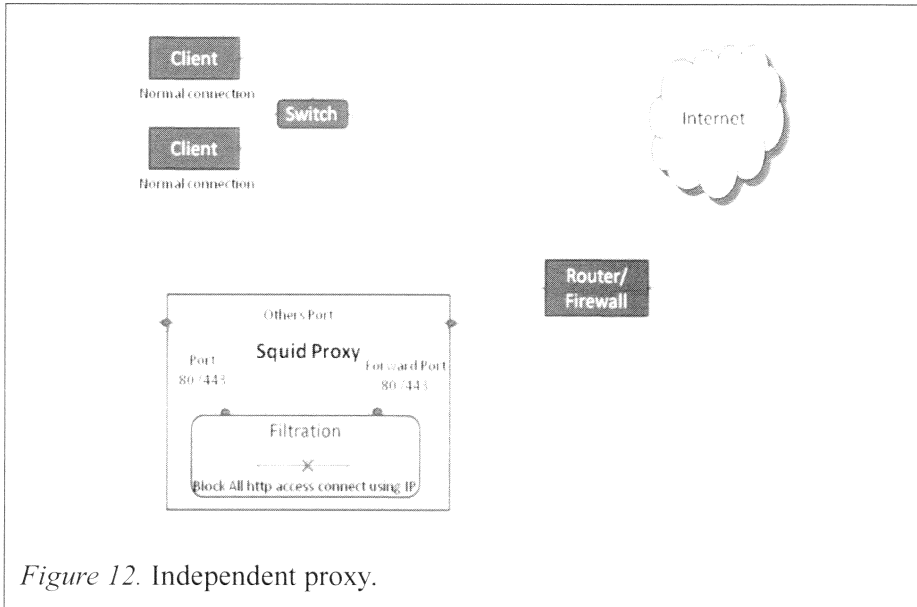 Client
Normal connection
Switch
Client
Normal connection
Internet
Router/
Firewall
Others Port
Squid Proxy
Port
80/443
Forward Port
80/443
Filtration
Block All http access connect using IP
Figure 12. Independent proxy.